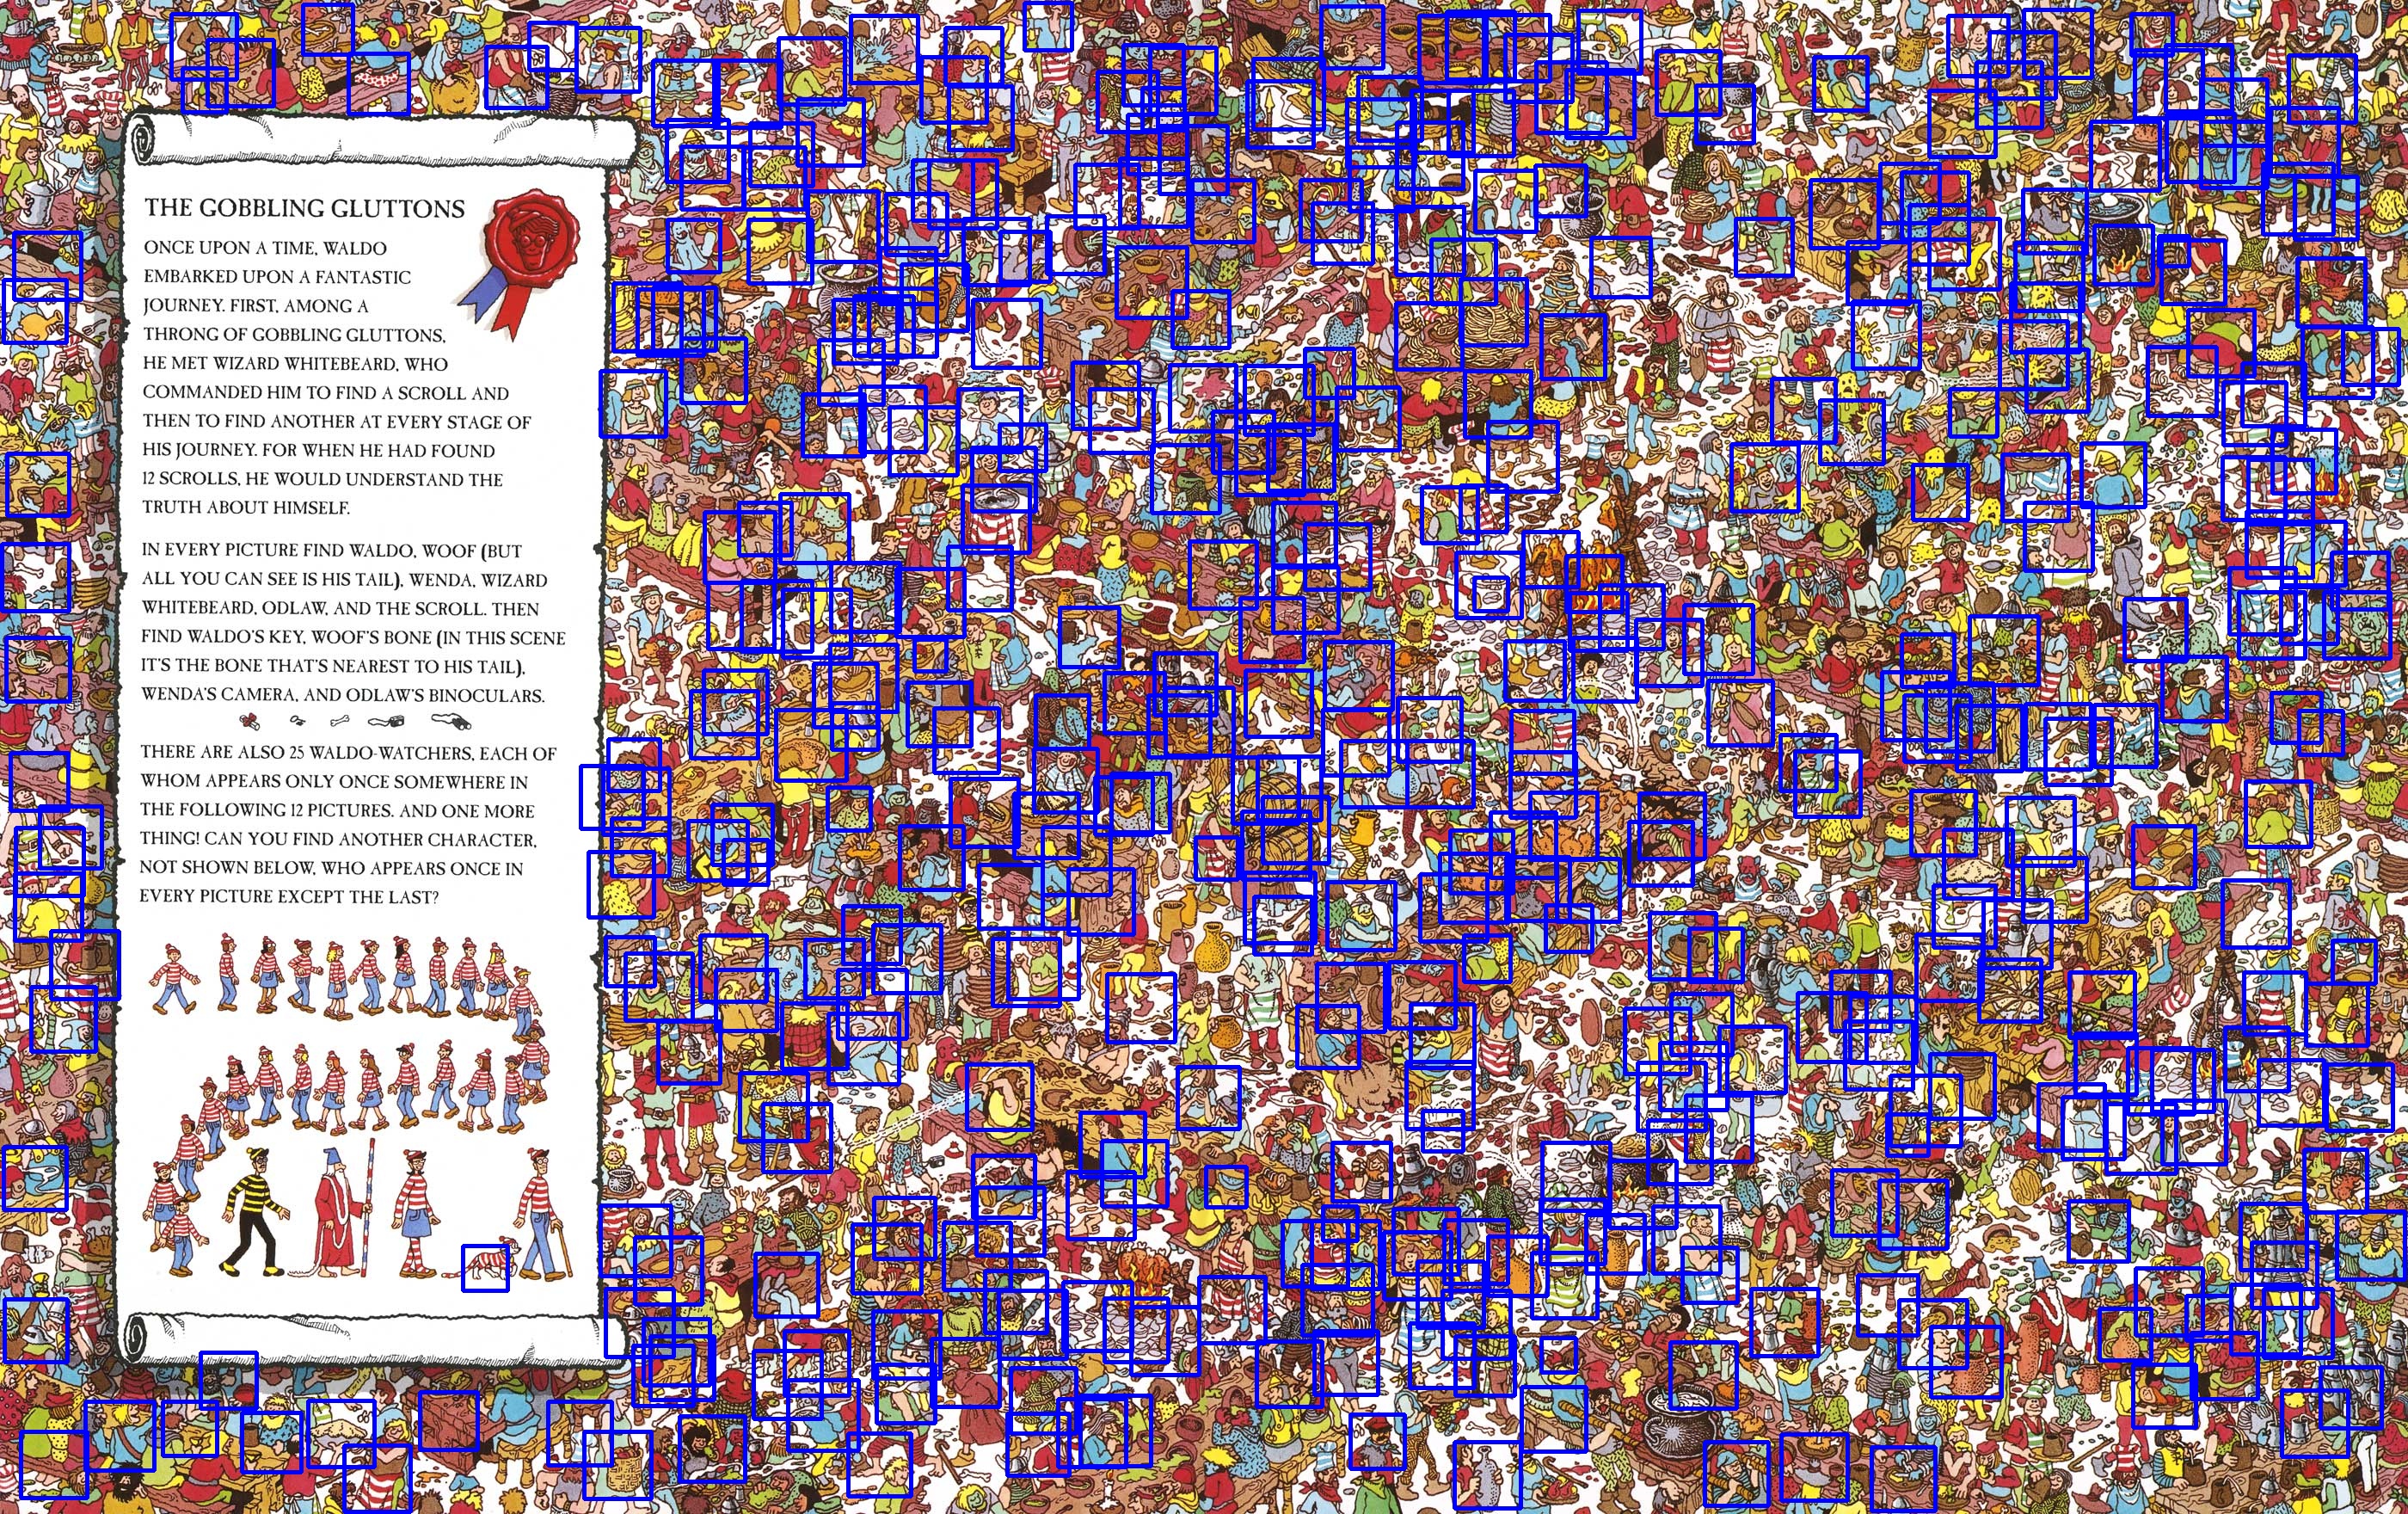 THE GOBBLING GLUTTONS
ONCE UPON A TIME, WALDO
EMBARKED UPON A FANTASTIC
JOURNEY. FIRST, AMONG A
THRONG OF GOBBLING GLUTTONS,
HE MET WIZARD WHITEBEARD, WHO
COMMANDED HIM TO FIND A SCROLL AND
THEN TO FIND ANOTHER AT EVERY STAGE OF
HIS JOURNEY. FOR WHEN HE HAD FOUND
12 SCROLLS, HE WOULD UNDERSTAND THE
TRUTH ABOUT HIMSELF.
IN EVERY PICTURE FIND WALDO, WOOF (BUT
ALL YOU CAN SEE IS HIS TAIL), WENDA, WIZARD
WHITEBEARD, ODLAW, AND THE SCROLL. THEN
FIND WALDO'S KEY, WOOF'S BONE (IN THIS SCENE
IT'S THE BONE THAT'S NEAREST TO HIS TAIL),
WENDA'S CAMERA, AND ODLAW'S BINOCULARS.
THERE ARE ALSO 25 WALDO-WATCHERS, EACH OF
WHOM APPEARS ONLY ONCE SOMEWHERE IN
THE FOLLOWING 12 PICTURES. AND ONE MORE
THING! CAN YOU FIND ANOTHER CHARACTER,
NOT SHOWN BELOW, WHO APPEARS ONCE IN
EVERY PICTURE EXCEPT THE LAST?